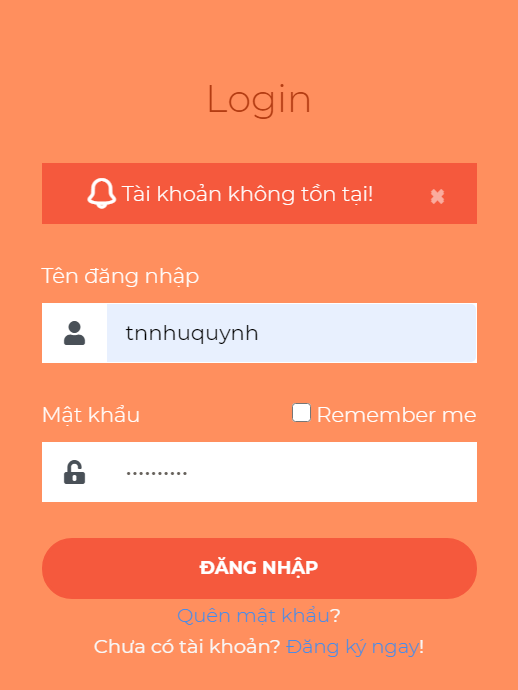 Login
Tài khoản không tồn tại! ×
Tên đăng nhập
tnnhuquynh
Mật khẩu Remember me
••••••••••
ĐĂNG NHẬP
Quên mật khẩu?
Chưa có tài khoản? Đăng ký ngay!